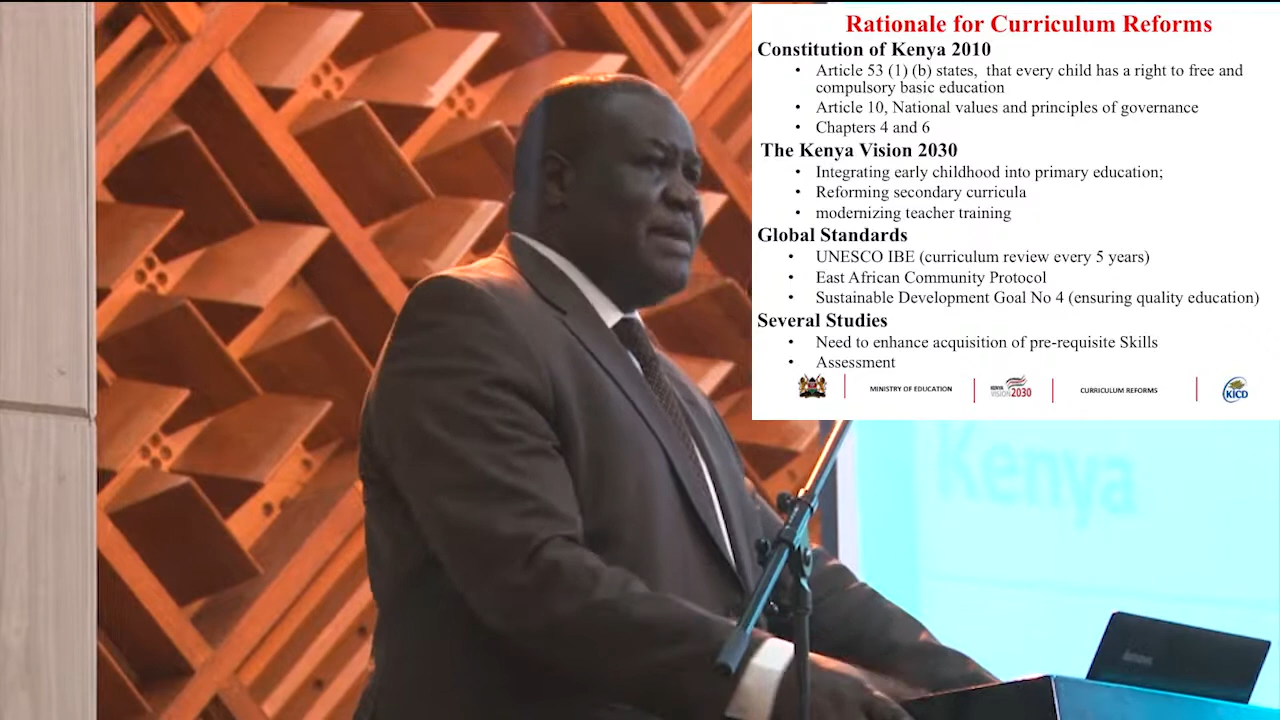 Rationale for Curriculum Reforms
Constitution of Kenya 2010
• Article 53 (1) (b) states, that every child has a right to free and
compulsory basic education
• Article 10, National values and principles of governance
• Chapters 4 and 6
The Kenya Vision 2030
• Integrating early childhood into primary education;
• Reforming secondary curricula
• modernizing teacher training
Global Standards
• UNESCO IBE (curriculum review every 5 years)
• East African Community Protocol
• Sustainable Development Goal No 4 (ensuring quality education)
Several Studies
• Need to enhance acquisition of pre-requisite Skills
• Assessment
MINISTRY OF EDUCATION
KENYA
VISION 2030
CURRICULUM REFORMS
KICD
Kenya
lenovo